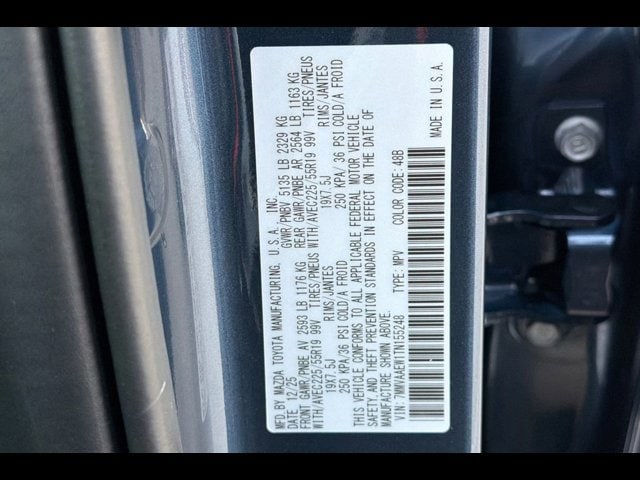 MFD.BY MAZDA TOYOTA MANUFACTURING, U.S.A., INC.
DATE 12/25 GVWR/PNBV 5135 LB 2329 KG
FRONT GAWR/PNBE AV 2593 LB 1176 KG REAR GAWR/PNBE AR 2564 LB 1163 KG
WITH/AVEC225/55R19 99V TIRES/PNEUS WITH/AVEC225/55R19 99V TIRES/PNEUS
19X7.5J RIMS/JANTES 19X7.5J RIMS/JANTES
250 KPA/36 PSI COLD/A FROID 250 KPA/ 36 PSI COLD/A FROID
THIS VEHICLE CONFORMS TO ALL APPLICABLE FEDERAL MOTOR VEHICLE
SAFETY, AND THEFT PREVENTION STANDARDS IN EFFECT ON THE DATE OF
MANUFACTURE SHOWN ABOVE.
VIN: 7MMVAAEW1TN155248 TYPE: MPV COLOR CODE: 48B
MADE IN U.S.A.